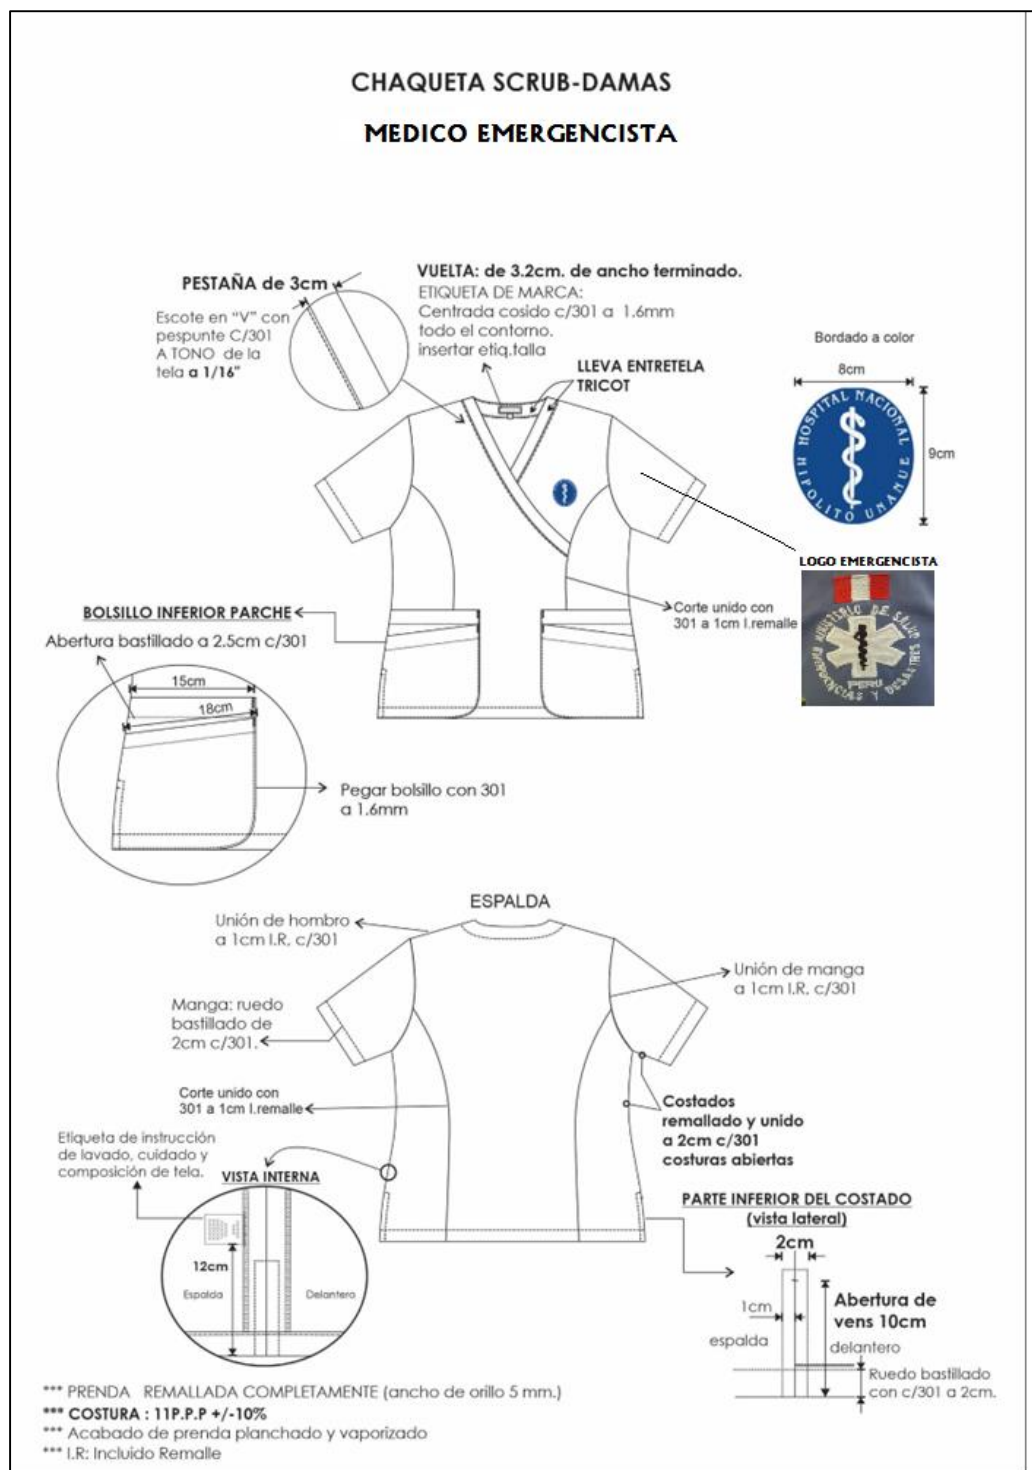 CHAQUETA SCRUB-DAMAS
MEDICO EMERGENCISTA
PESTAÑA de 3cm
Escote en "V" con
pespunte C/301
A TONO de la
tela a 1/16"
VUELTA: de 3.2cm. de ancho terminado.
ETIQUETA DE MARCA:
Centrada cosido c/301 a 1.6mm
todo el contorno.
insertar etiq.talla
LLEVA ENTRETELA
TRICOT
Bordado a color
8cm
9cm
HOSPITAL NACIONAL
HIPOLITO UNANUE
LOGO EMERGENCISTA
MINISTERIO DE SALUD
PERU
EMERGENCIAS Y DESASTRES
Corte unido con
301 a 1cm I.remalle
BOLSILLO INFERIOR PARCHE
Abertura bastillado a 2.5cm c/301
15cm
18cm
Pegar bolsillo con 301
a 1.6mm
ESPALDA
Unión de hombro
a 1cm I.R. c/301
Unión de manga
a 1cm I.R. c/301
Manga: ruedo
bastillado de
2cm c/301.
Corte unido con
301 a 1cm I.remalle
Costados
remallado y unido
a 2cm c/301
costuras abiertas
Etiqueta de instrucción
de lavado, cuidado y
composición de tela.
VISTA INTERNA
12cm
Espalda
Delantero
PARTE INFERIOR DEL COSTADO
(vista lateral)
2cm
1cm
Abertura de
vens 10cm
espalda
delantero
Ruedo bastillado
con c/301 a 2cm.
*** PRENDA REMALLADA COMPLETAMENTE (ancho de orillo 5 mm.)
*** COSTURA : 11P.P.P +/-10%
*** Acabado de prenda planchado y vaporizado
*** I.R: Incluido Remalle